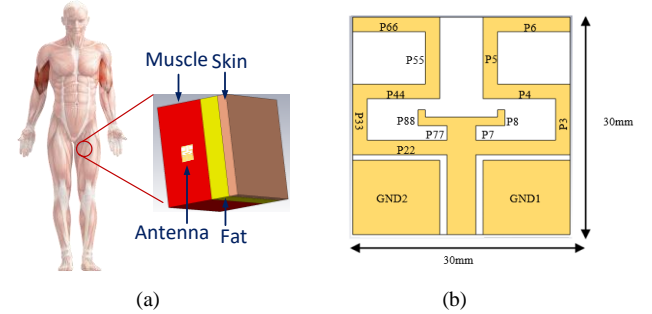 Muscle Skin
Antenna Fat
(a)
(b)
P66 P6
P55 P5
P44 P4
P33 P88 P8 P3
P77 P7
P22
GND2 GND1
30mm
30mm